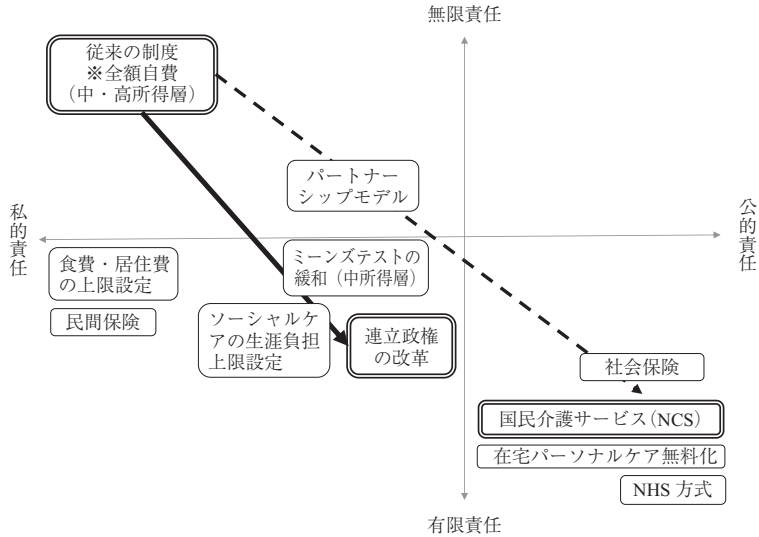 無限責任
従来の制度
※全額自費
（中・高所得層）
パートナー
シップモデル
私的責任
公的責任
食費・居住費
の上限設定
ミーンズテストの
緩和（中所得層）
民間保険
ソーシャルケ
アの生涯負担
上限設定
連立政権
の改革
社会保険
国民介護サービス（NCS）
在宅パーソナルケア無料化
NHS 方式
有限責任